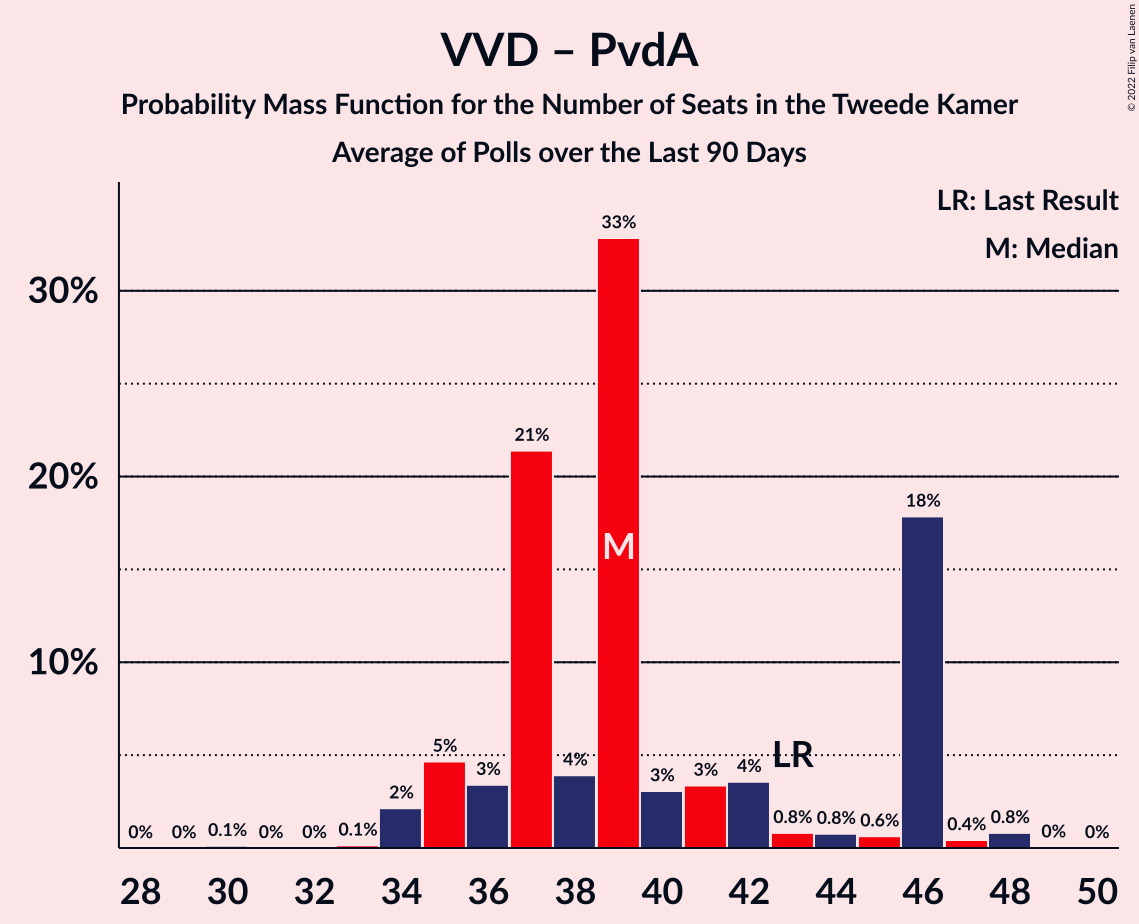 VVD – PvdA
Probability Mass Function for the Number of Seats in the Tweede Kamer
Average of Polls over the Last 90 Days
© 2022 Filip van Laenen
LR: Last Result
M: Median
30%
20%
10%
0% 0% 0.1% 0% 0% 0.1% 2% 5% 3% 21% 4% 33% 3% 3% 4% 0.8% 0.8% 0.6% 18% 0.4% 0.8% 0% 0%
M
LR
28 30 32 34 36 38 40 42 44 46 48 50